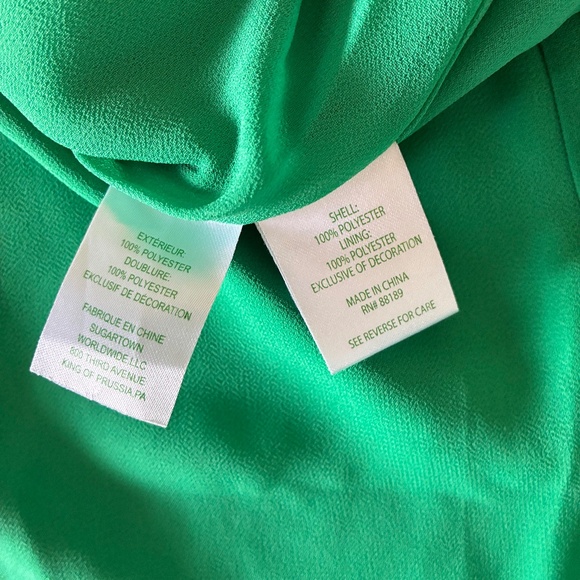 EXTÉRIEUR:
100% POLYESTER
DOUBLURE:
100% POLYESTER
EXCLUSIF DE DÉCORATION
FABRIQUE EN CHINE
SUGARTOWN
WORLDWIDE,LLC
800 THIRD AVENUE
KING OF PRUSSIA,PA
SHELL:
100% POLYESTER
LINING:
100% POLYESTER
EXCLUSIVE OF DECORATION
MADE IN CHINA
RN# 88189
SEE REVERSE FOR CARE